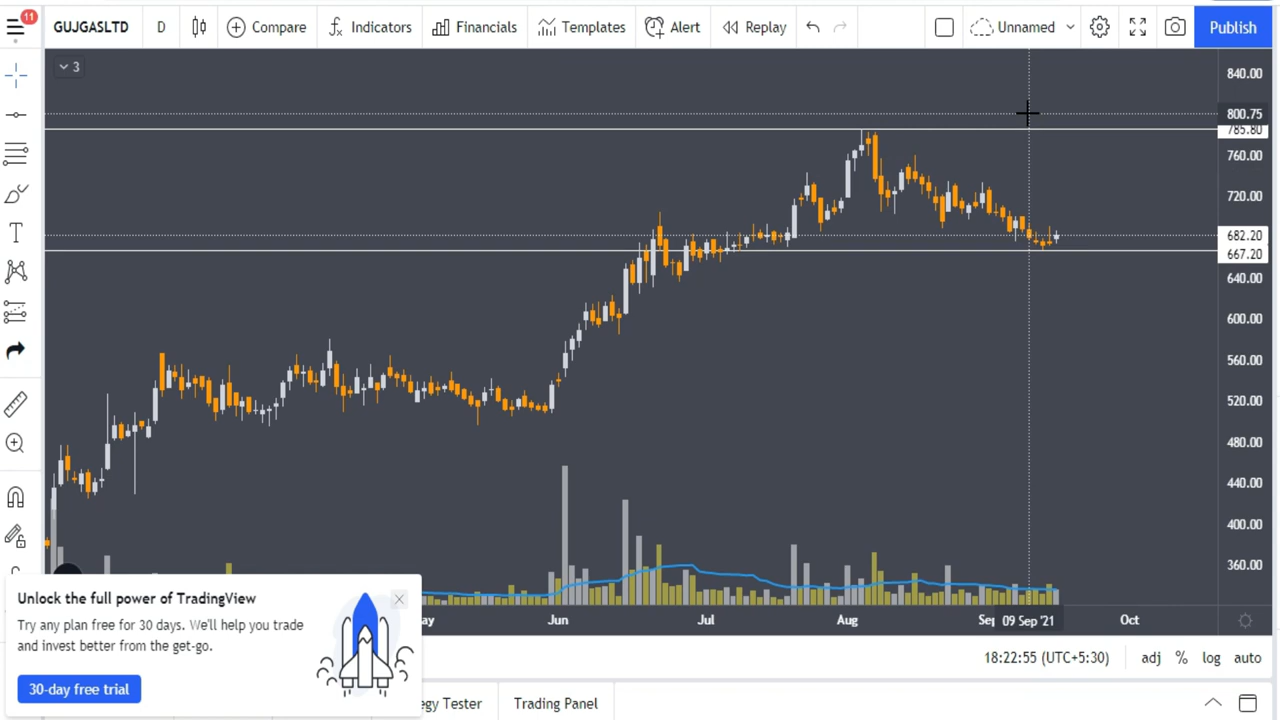 11
GUJGASLTD D Compare Indicators Financials Templates Alert Replay Unnamed Publish
3
840.00
800.75
785.80
760.00
720.00
682.20
667.20
640.00
600.00
560.00
520.00
480.00
440.00
400.00
360.00
ay Jun Jul Aug Sep 09 Sep '21 Oct
Unlock the full power of TradingView
Try any plan free for 30 days. We'll help you trade
and invest better from the get-go.
30-day free trial
18:22:55 (UTC+5:30) adj % log auto
egy Tester Trading Panel